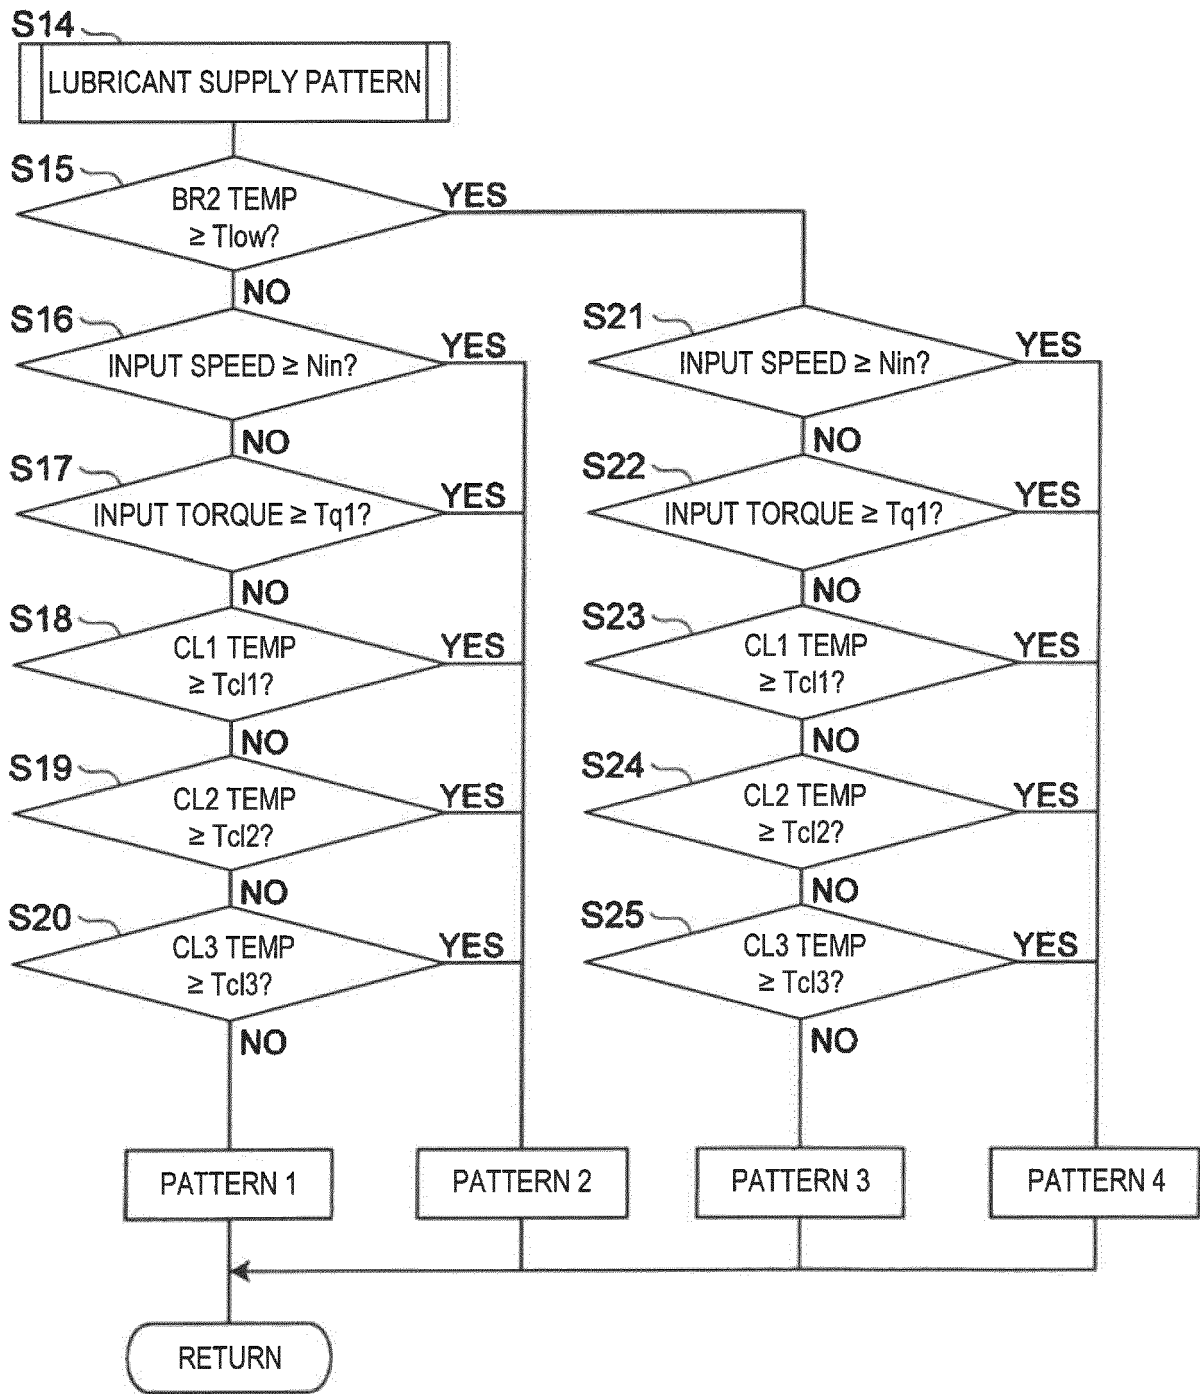 S14
LUBRICANT SUPPLY PATTERN
S15
BR2 TEMP
≥ Tlow?
YES
NO
S16
INPUT SPEED ≥ Nin?
YES
NO
S17
INPUT TORQUE ≥ Tq1?
YES
NO
S18
CL1 TEMP
≥ Tcl1?
YES
NO
S19
CL2 TEMP
≥ Tcl2?
YES
NO
S20
CL3 TEMP
≥ Tcl3?
YES
NO
S21
INPUT SPEED ≥ Nin?
YES
NO
S22
INPUT TORQUE ≥ Tq1?
YES
NO
S23
CL1 TEMP
≥ Tcl1?
YES
NO
S24
CL2 TEMP
≥ Tcl2?
YES
NO
S25
CL3 TEMP
≥ Tcl3?
YES
NO
PATTERN 1
PATTERN 2
PATTERN 3
PATTERN 4
RETURN